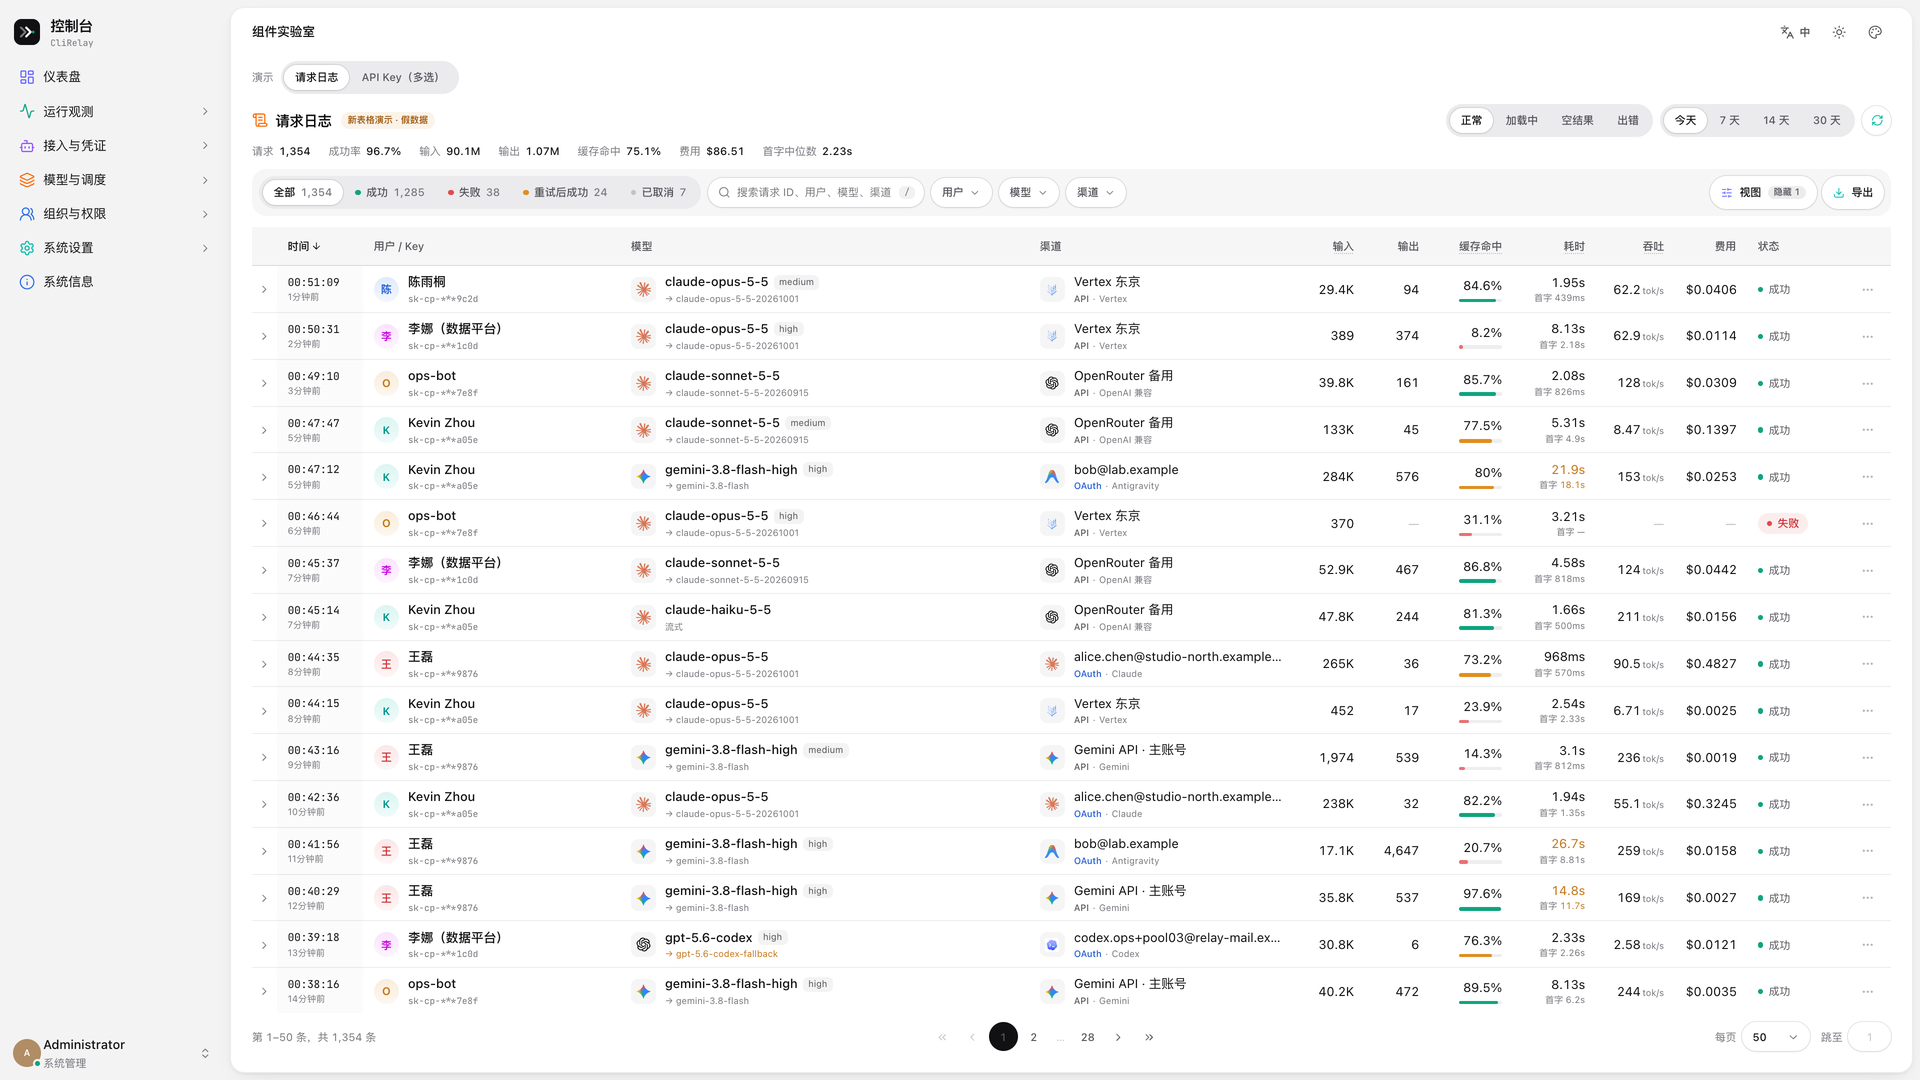 控制台
CliRelay
仪表盘
运行观测
接入与凭证
模型与调度
组织与权限
系统设置
系统信息
A
Administrator
系统管理
组件实验室
中
演示 请求日志 API Key（多选）
请求日志 新表格演示 · 假数据
正常 加载中 空结果 出错 今天 7 天 14 天 30 天
请求 1,354 成功率 96.7% 输入 90.1M 输出 1.07M 缓存命中 75.1% 费用 $86.51 首字中位数 2.23s
全部 1,354 成功 1,285 失败 38 重试后成功 24 已取消 7 搜索请求 ID、用户、模型、渠道 / 用户 模型 渠道 视图 隐藏 1 导出
时间 ↓ 用户 / Key 模型 渠道 输入 输出 缓存命中 耗时 吞吐 费用 状态
00:51:09 陈 陈雨桐 claude-opus-5-5 medium Vertex 东京 29.4K 94 84.6% 1.95s 62.2 tok/s $0.0406 成功
1分钟前 sk-cp-***9c2d → claude-opus-5-5-20261001 API · Vertex 首字 439ms
00:50:31 李 李娜（数据平台） claude-opus-5-5 high Vertex 东京 389 374 8.2% 8.13s 62.9 tok/s $0.0114 成功
2分钟前 sk-cp-***1c0d → claude-opus-5-5-20261001 API · Vertex 首字 2.18s
00:49:10 O ops-bot claude-sonnet-5-5 OpenRouter 备用 39.8K 161 85.7% 2.08s 128 tok/s $0.0309 成功
3分钟前 sk-cp-***7e8f → claude-sonnet-5-5-20260915 API · OpenAI 兼容 首字 826ms
00:47:47 K Kevin Zhou claude-sonnet-5-5 medium OpenRouter 备用 133K 45 77.5% 5.31s 8.47 tok/s $0.1397 成功
5分钟前 sk-cp-***a05e → claude-sonnet-5-5-20260915 API · OpenAI 兼容 首字 4.9s
00:47:12 K Kevin Zhou gemini-3.8-flash-high high bob@lab.example 284K 576 80% 21.9s 153 tok/s $0.0253 成功
5分钟前 sk-cp-***a05e → gemini-3.8-flash OAuth · Antigravity 首字 18.1s
00:46:44 O ops-bot claude-opus-5-5 high Vertex 东京 370 — 31.1% 3.21s — — 失败
6分钟前 sk-cp-***7e8f → claude-opus-5-5-20261001 API · Vertex 首字 —
00:45:37 李 李娜（数据平台） claude-sonnet-5-5 OpenRouter 备用 52.9K 467 86.8% 4.58s 124 tok/s $0.0442 成功
7分钟前 sk-cp-***1c0d → claude-sonnet-5-5-20260915 API · OpenAI 兼容 首字 818ms
00:45:14 K Kevin Zhou claude-haiku-5-5 OpenRouter 备用 47.8K 244 81.3% 1.66s 211 tok/s $0.0156 成功
7分钟前 sk-cp-***a05e 流式 API · OpenAI 兼容 首字 500ms
00:44:35 王 王磊 claude-opus-5-5 alice.chen@studio-north.example... 265K 36 73.2% 968ms 90.5 tok/s $0.4827 成功
8分钟前 sk-cp-***9876 → claude-opus-5-5-20261001 OAuth · Claude 首字 570ms
00:44:15 K Kevin Zhou claude-opus-5-5 Vertex 东京 452 17 23.9% 2.54s 6.71 tok/s $0.0025 成功
8分钟前 sk-cp-***a05e → claude-opus-5-5-20261001 API · Vertex 首字 2.33s
00:43:16 王 王磊 gemini-3.8-flash-high medium Gemini API · 主账号 1,974 539 14.3% 3.1s 236 tok/s $0.0019 成功
9分钟前 sk-cp-***9876 → gemini-3.8-flash API · Gemini 首字 812ms
00:42:36 K Kevin Zhou claude-opus-5-5 alice.chen@studio-north.example... 238K 32 82.2% 1.94s 55.1 tok/s $0.3245 成功
10分钟前 sk-cp-***a05e → claude-opus-5-5-20261001 OAuth · Claude 首字 1.35s
00:41:56 王 王磊 gemini-3.8-flash-high high bob@lab.example 17.1K 4,647 20.7% 26.7s 259 tok/s $0.0158 成功
11分钟前 sk-cp-***9876 → gemini-3.8-flash OAuth · Antigravity 首字 8.81s
00:40:29 王 王磊 gemini-3.8-flash-high high Gemini API · 主账号 35.8K 537 97.6% 14.8s 169 tok/s $0.0027 成功
12分钟前 sk-cp-***9876 → gemini-3.8-flash API · Gemini 首字 11.7s
00:39:18 李 李娜（数据平台） gpt-5.6-codex high codex.ops+pool03@relay-mail.ex... 30.8K 6 76.3% 2.33s 2.58 tok/s $0.0121 成功
13分钟前 sk-cp-***1c0d → gpt-5.6-codex-fallback OAuth · Codex 首字 2.26s
00:38:16 O ops-bot gemini-3.8-flash-high high Gemini API · 主账号 40.2K 472 89.5% 8.13s 244 tok/s $0.0035 成功
14分钟前 sk-cp-***7e8f → gemini-3.8-flash API · Gemini 首字 6.2s
第 1–50 条，共 1,354 条 « ‹ 1 2 ... 28 › » 每页 50 跳至 1